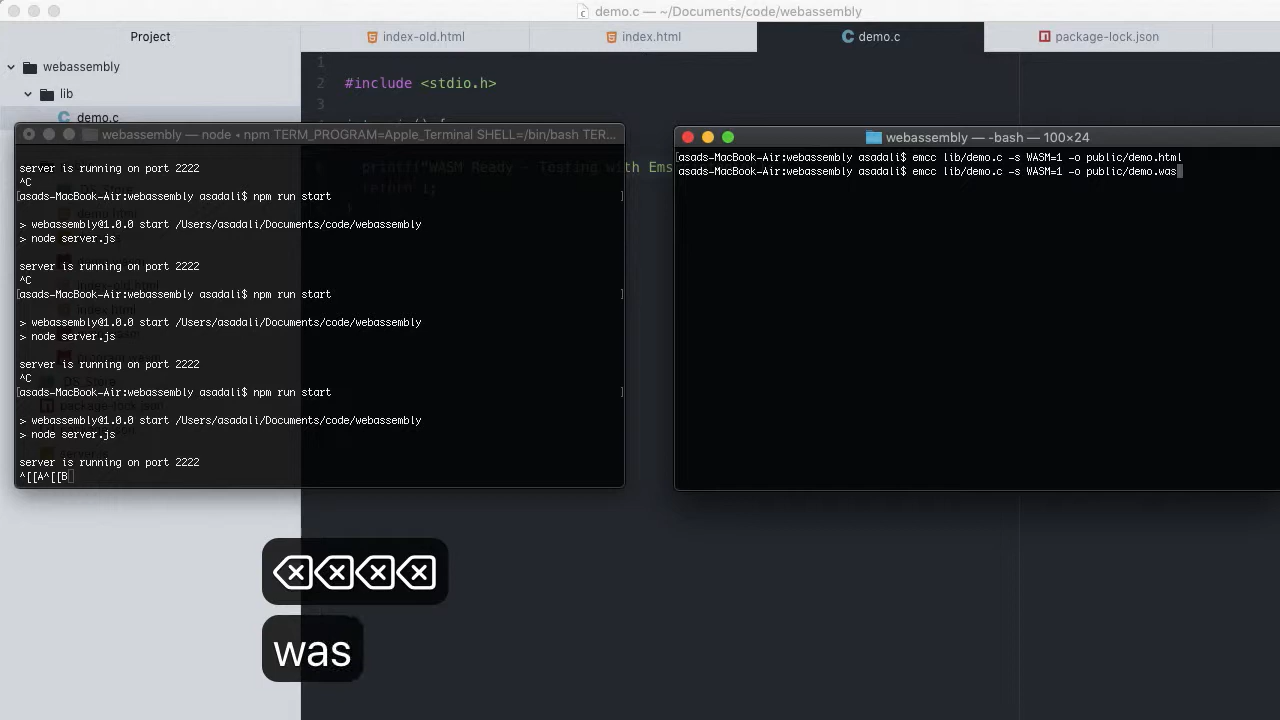 demo.c — ~/Documents/code/webassembly
Project
index-old.html
index.html
demo.c
package-lock.json
webassembly
lib
demo.c
1
2
3
#include <stdio.h>
webassembly — node • npm TERM_PROGRAM=Apple_Terminal SHELL=/bin/bash TER...
server is running on port 2222
^C
[asads-MacBook-Air:webassembly asadali$ npm run start ]
> webassembly@1.0.0 start /Users/asadali/Documents/code/webassembly
> node server.js
server is running on port 2222
^C
[asads-MacBook-Air:webassembly asadali$ npm run start ]
> webassembly@1.0.0 start /Users/asadali/Documents/code/webassembly
> node server.js
server is running on port 2222
^C
[asads-MacBook-Air:webassembly asadali$ npm run start ]
> webassembly@1.0.0 start /Users/asadali/Documents/code/webassembly
> node server.js
server is running on port 2222
^[[A^[[B
printf("WASM Ready - Testing with Ems
webassembly — -bash — 100×24
[asads-MacBook-Air:webassembly asadali$ emcc lib/demo.c -s WASM=1 -o public/demo.html
asads-MacBook-Air:webassembly asadali$ emcc lib/demo.c -s WASM=1 -o public/demo.was
was